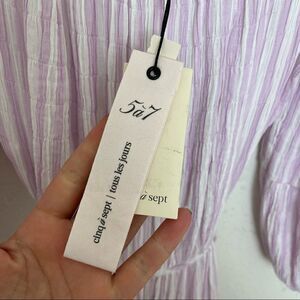 5à7
cinq à sept | tous les jours
à sept